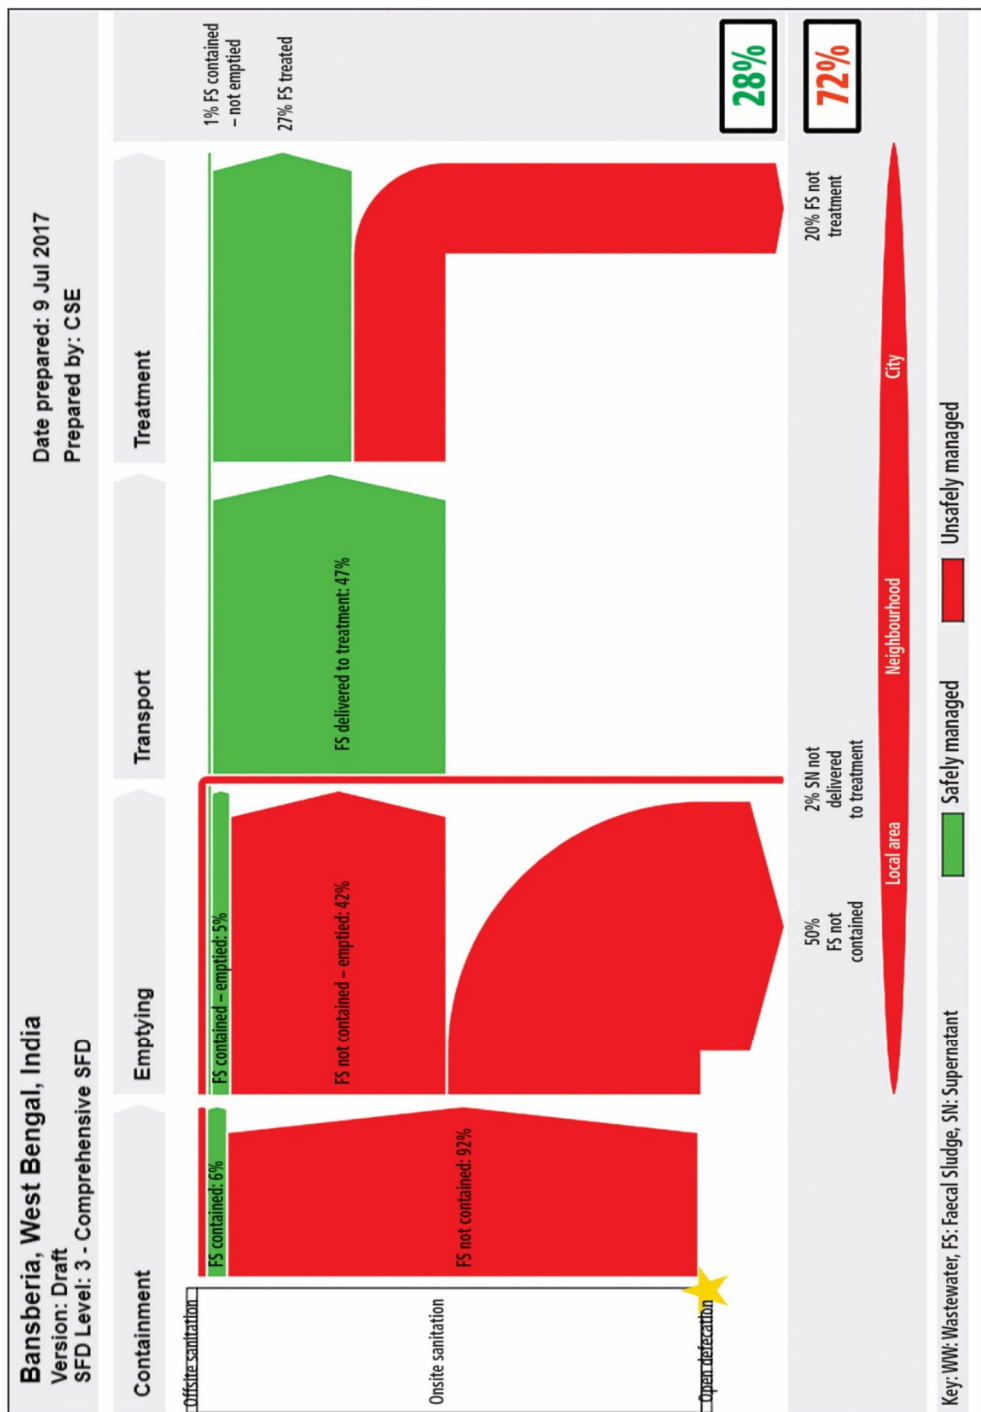 Bansberia, West Bengal, India
Version: Draft
SFD Level: 3 - Comprehensive SFD
Date prepared: 9 Jul 2017
Prepared by: CSE
Containment
Emptying
Transport
Treatment
Offsite sanitation
Onsite sanitation
Open defecation
FS contained: 6%
FS not contained: 92%
FS contained – emptied: 5%
FS not contained – emptied: 42%
FS delivered to treatment: 47%
1% FS contained
– not emptied
27% FS treated
28%
72%
50%
FS not
contained
2% SN not
delivered
to treatment
20% FS not
treatment
Local area
Neighbourhood
City
Key: WW: Wastewater, FS: Faecal Sludge, SN: Supernatant
Safely managed
Unsafely managed